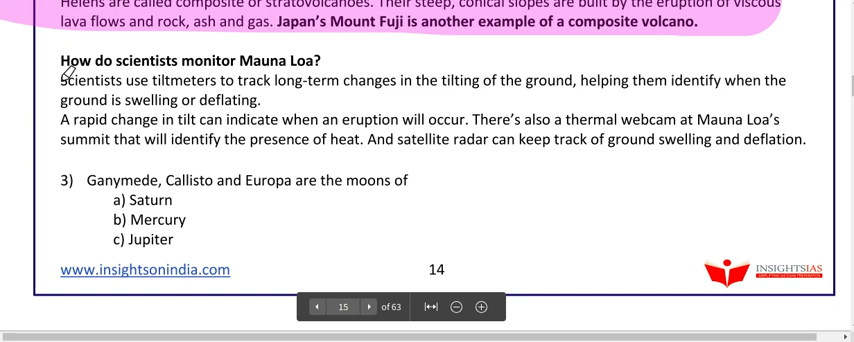 Helens are called composite or stratovolcanoes. Their steep, conical slopes are built by the eruption of viscous
lava flows and rock, ash and gas. Japan's Mount Fuji is another example of a composite volcano.
How do scientists monitor Mauna Loa?
Scientists use tiltmeters to track long-term changes in the tilting of the ground, helping them identify when the
ground is swelling or deflating.
A rapid change in tilt can indicate when an eruption will occur. There's also a thermal webcam at Mauna Loa's
summit that will identify the presence of heat. And satellite radar can keep track of ground swelling and deflation.
3) Ganymede, Callisto and Europa are the moons of
a) Saturn
b) Mercury
c) Jupiter
www.insightsonindia.com 14 INSIGHTSIAS
15 of 63